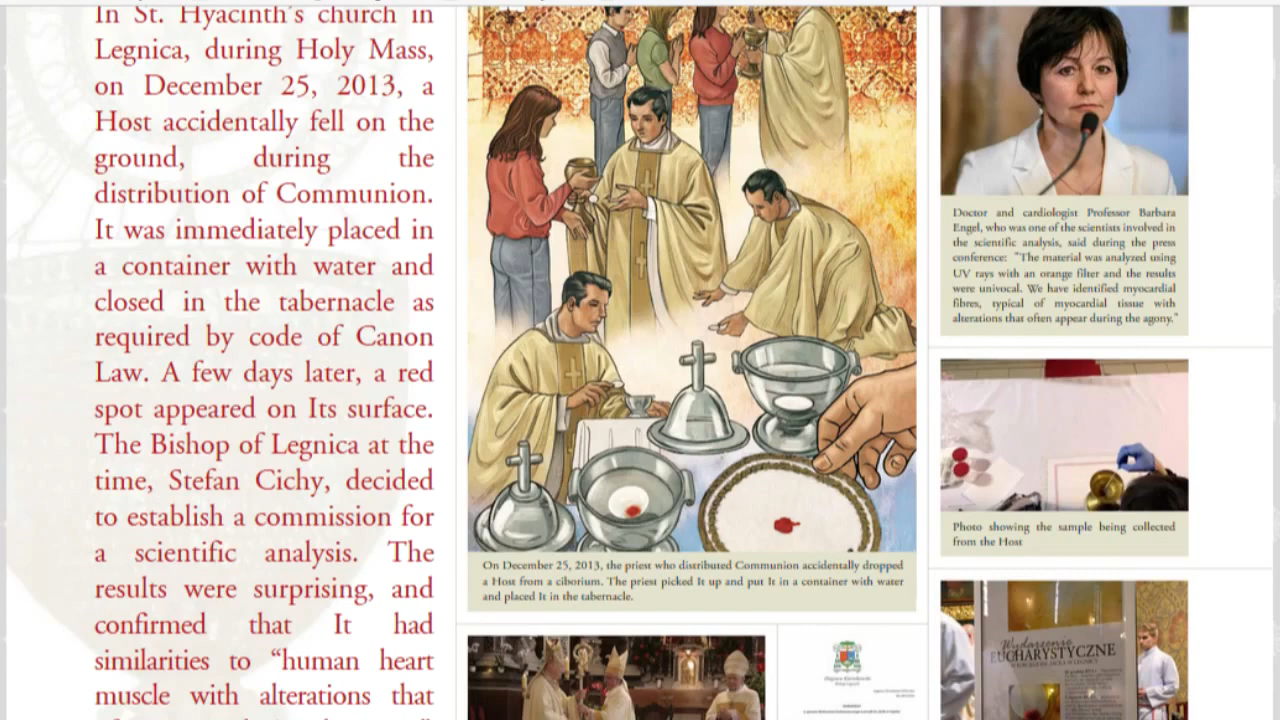 In St. Hyacinth's church in
Legnica, during Holy Mass,
on December 25, 2013, a
Host accidentally fell on the
ground, during the
distribution of Communion.
It was immediately placed in
a container with water and
closed in the tabernacle as
required by code of Canon
Law. A few days later, a red
spot appeared on Its surface.
The Bishop of Legnica at the
time, Stefan Cichy, decided
to establish a commission for
a scientific analysis. The
results were surprising, and
confirmed that It had
similarities to “human heart
muscle with alterations that
On December 25, 2013, the priest who distributed Communion accidentally dropped
a Host from a ciborium. The priest picked It up and put It in a container with water
and placed It in the tabernacle.
Doctor and cardiologist Professor Barbara
Engel, who was one of the scientists involved in
the scientific analysis, said during the press
conference: "The material was analyzed using
UV rays with an orange filter and the results
were univocal. We have identified myocardial
fibres, typical of myocardial tissue with
alterations that often appear during the agony."
Photo showing the sample being collected
from the Host
Wydarzenie
EUCHARYSTYCZNE